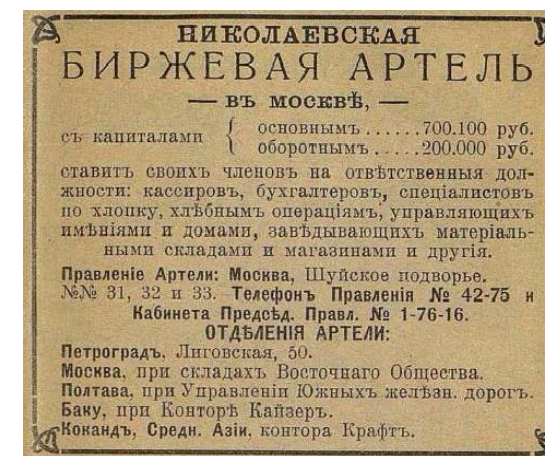 НИКОЛАЕВСКАЯ
БИРЖЕВАЯ АРТЕЛЬ
— въ москвѣ, —
съ капиталами { основнымъ......700.100 руб.
оборотнымъ.....200.000 руб.
ставитъ своихъ членовъ на отвѣтственныя дол-
жности: кассировъ, бухгалтеровъ, спеціалистовъ
по хлопку, хлѣбнымъ операціямъ, управляющихъ
имѣніями и домами, завѣдывающихъ матеріаль-
ными складами и магазинами и другія.
Правленіе Артели: Москва, Шуйское подворье.
№№ 31, 32 и 33. Телефонъ Правленія № 42-75 и
Кабинета Предсѣд. Правл. № 1-76-16.
ОТДѢЛЕНІЯ АРТЕЛИ:
Петроградъ, Лиговская, 50.
Москва, при складахъ Восточнаго Общества.
Полтава, при Управленіи Южныхъ желѣзн. дорогъ.
Баку, при Конторѣ Кайзеръ.
Кокандъ, Средн. Азіи, контора Крафтъ.